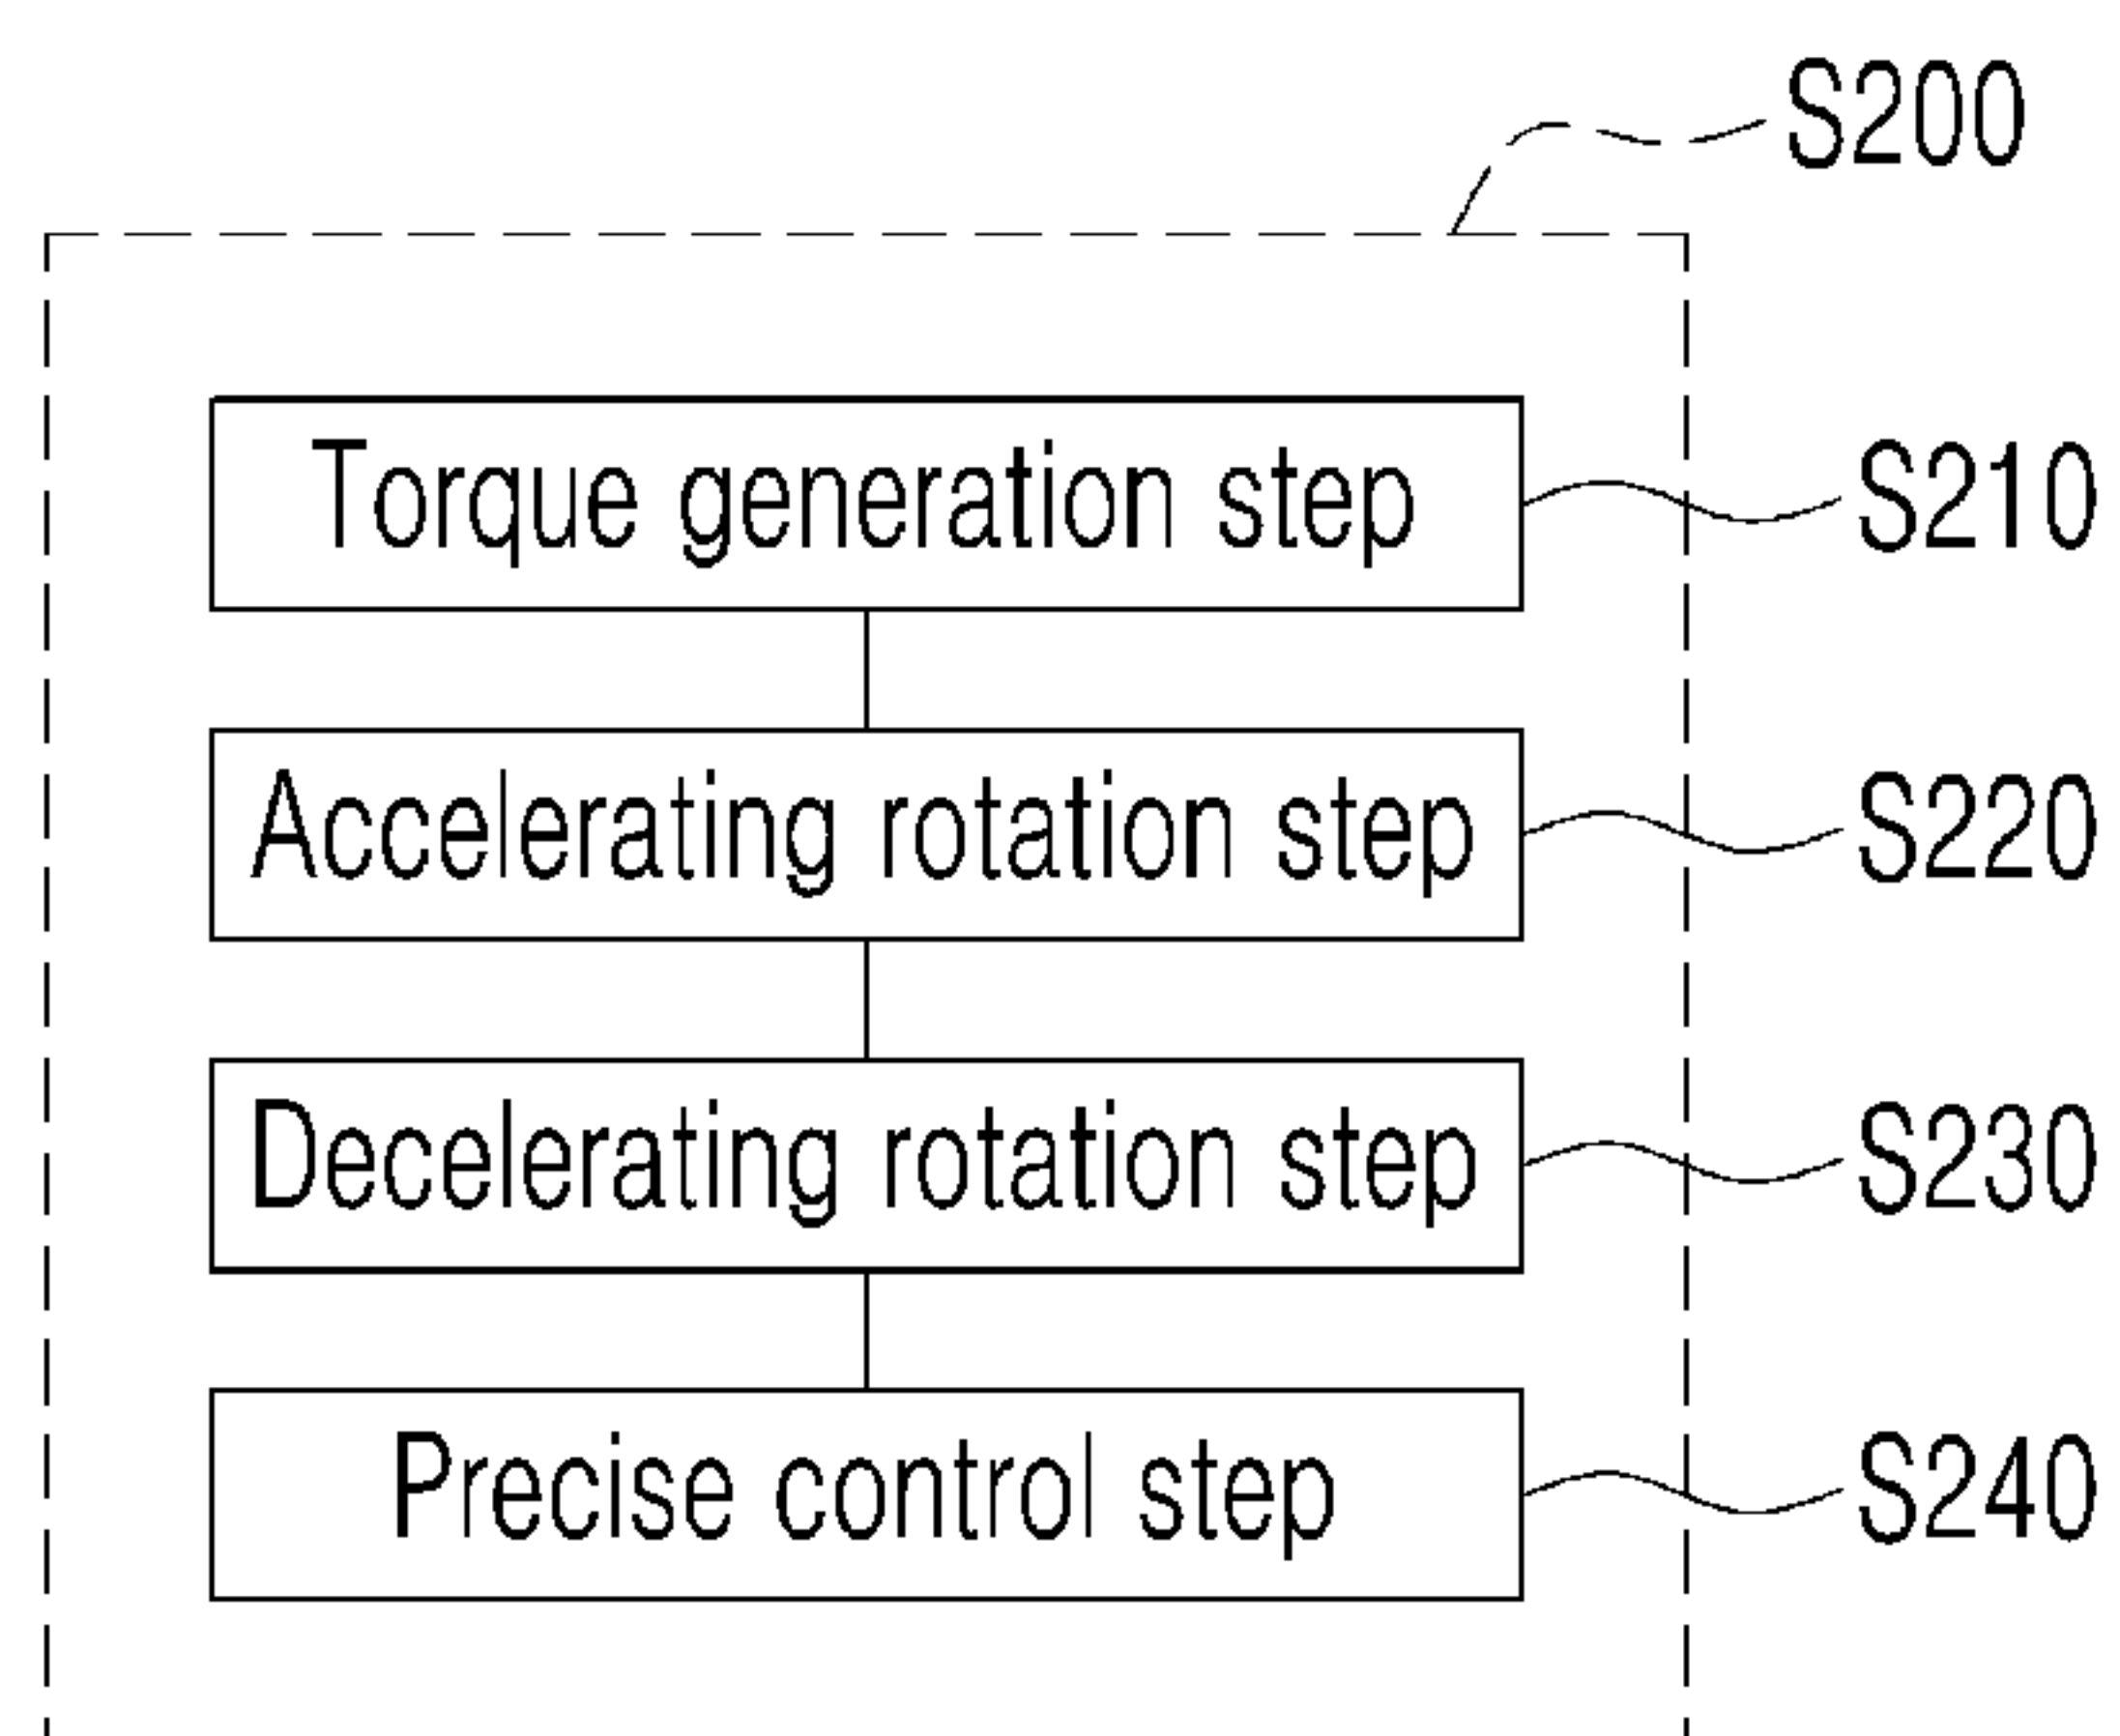 S200
Torque generation step S210
Accelerating rotation step S220
Decelerating rotation step S230
Precise control step S240